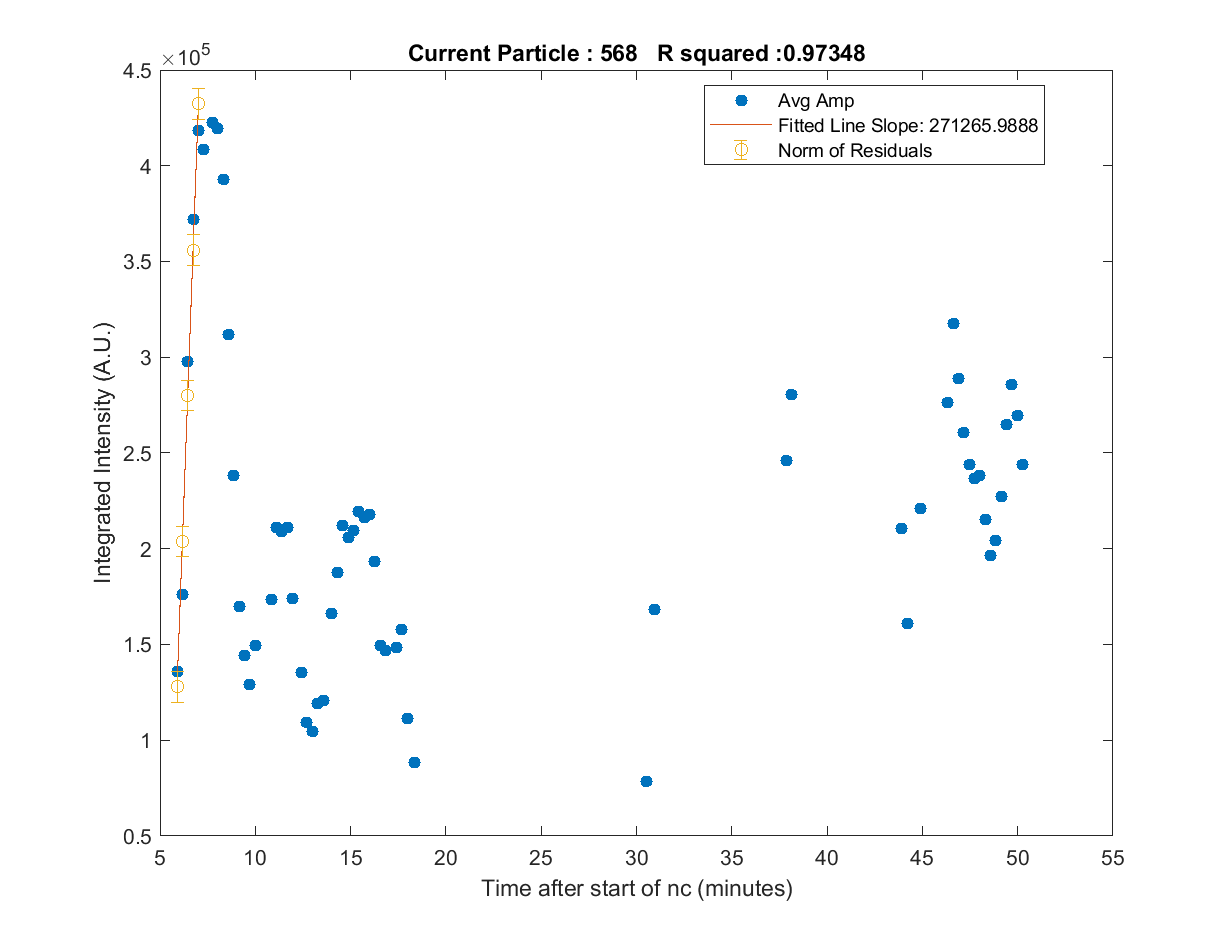 Current Particle : 568   R squared :0.97348
×10^5
4.5
4
3.5
3
2.5
2
1.5
1
0.5
Integrated Intensity (A.U.)
Avg Amp
Fitted Line Slope: 271265.9888
Norm of Residuals
5 10 15 20 25 30 35 40 45 50 55
Time after start of nc (minutes)